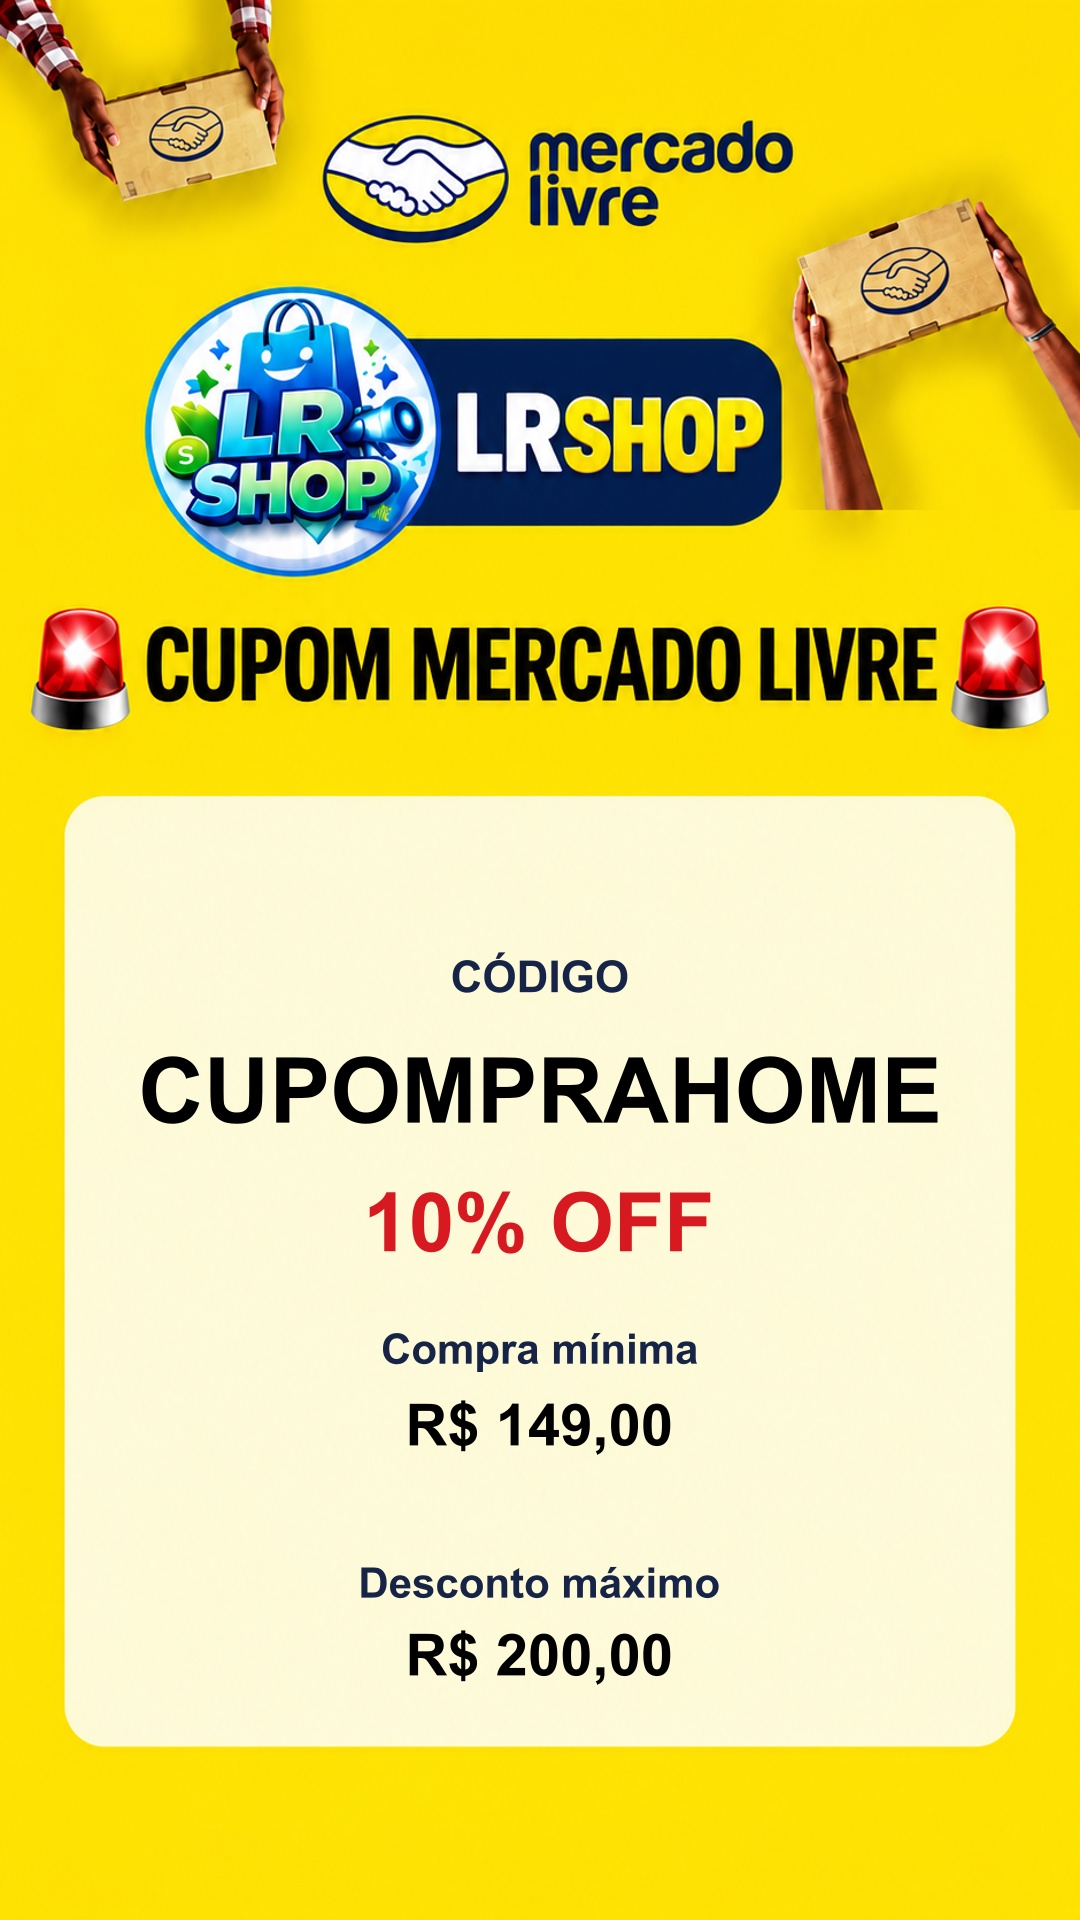 mercado
livre
LR
SHOP
S
LRSHOP
CUPOM MERCADO LIVRE
CÓDIGO
CUPOMPRAHOME
10% OFF
Compra mínima
R$ 149,00
Desconto máximo
R$ 200,00